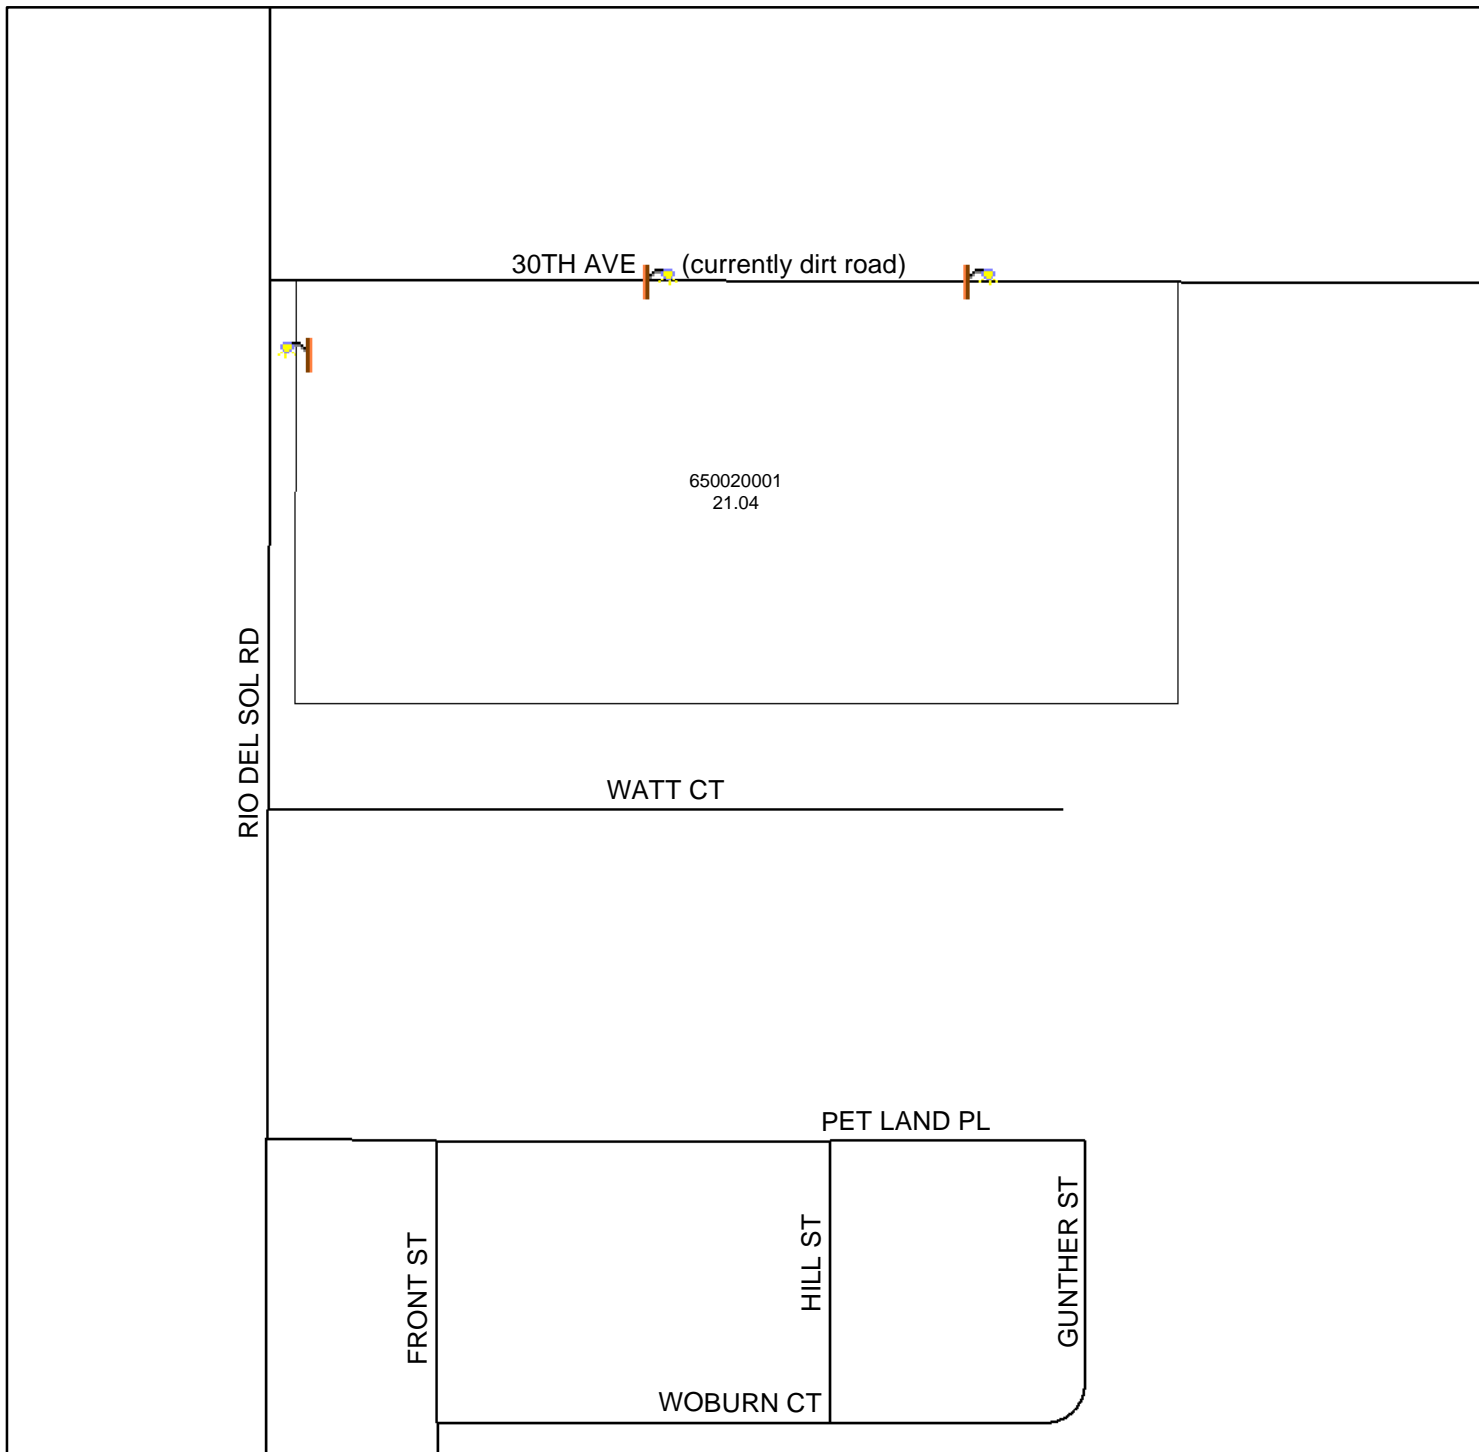 30TH AVE (currently dirt road)
650020001
21.04
RIO DEL SOL RD
WATT CT
PET LAND PL
FRONT ST
HILL ST
GUNTHER ST
WOBURN CT